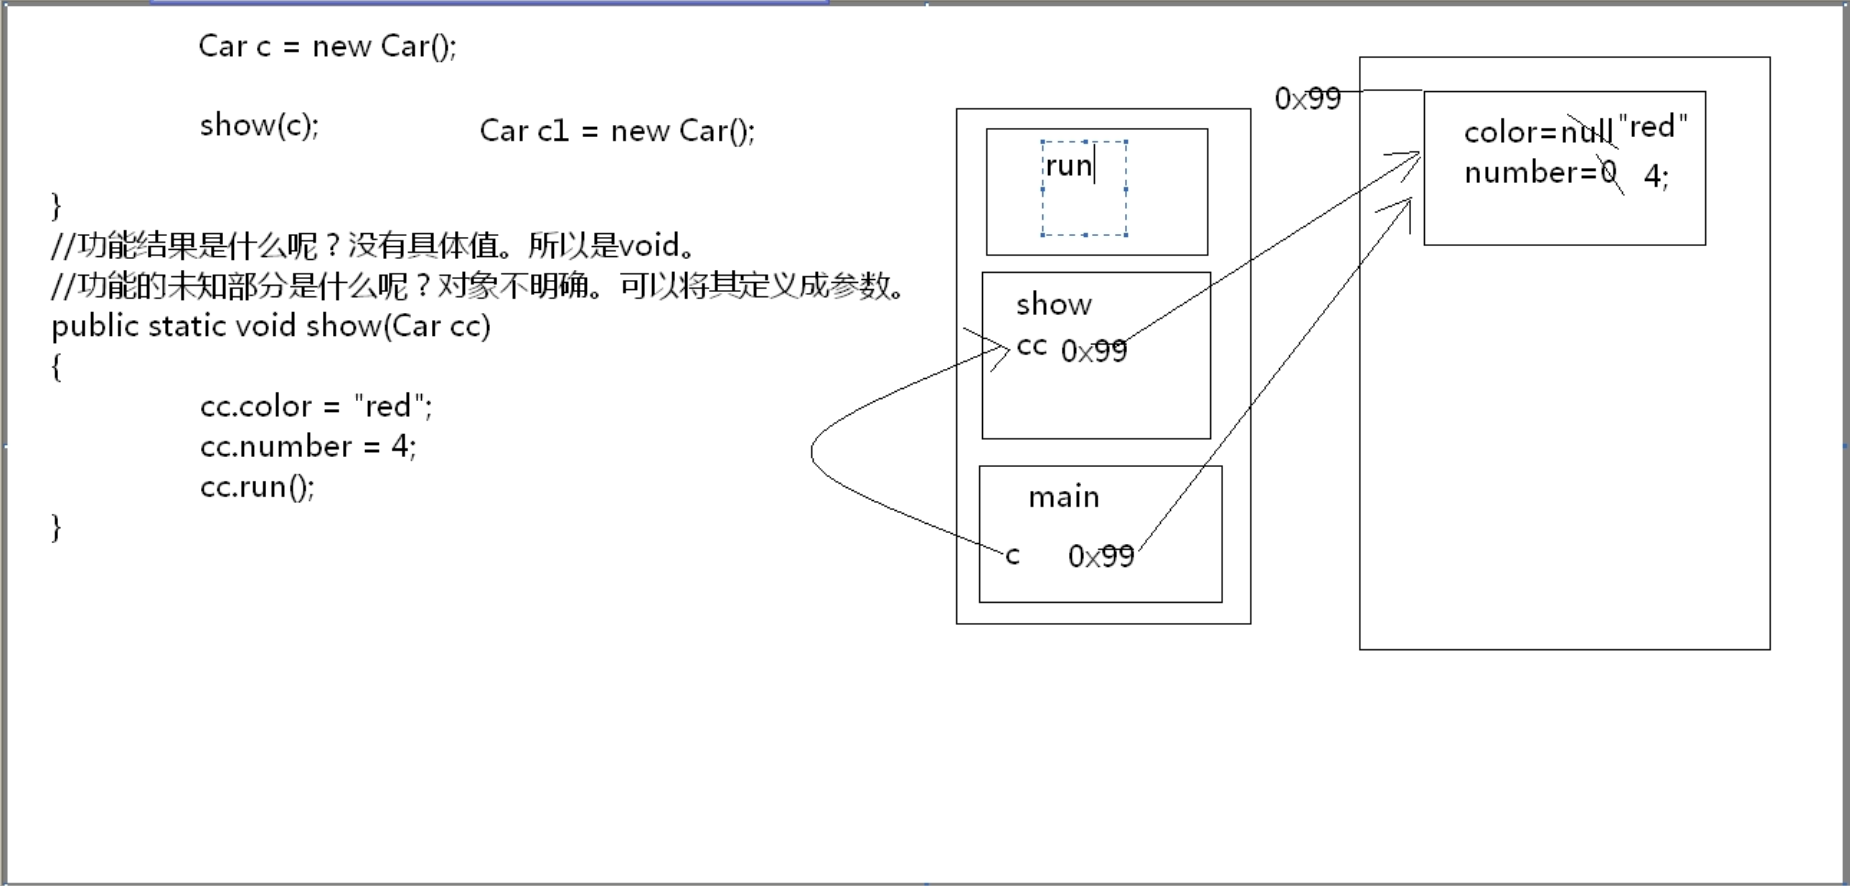 Car c = new Car();
show(c);
Car c1 = new Car();
}
//功能结果是什么呢？没有具体值。所以是void。
//功能的未知部分是什么呢？对象不明确。可以将其定义成参数。
public static void show(Car cc)
{
cc.color = "red";
cc.number = 4;
cc.run();
}
run
show
cc 0x99
main
c 0x99
0x99
color=null "red"
number=0 4;